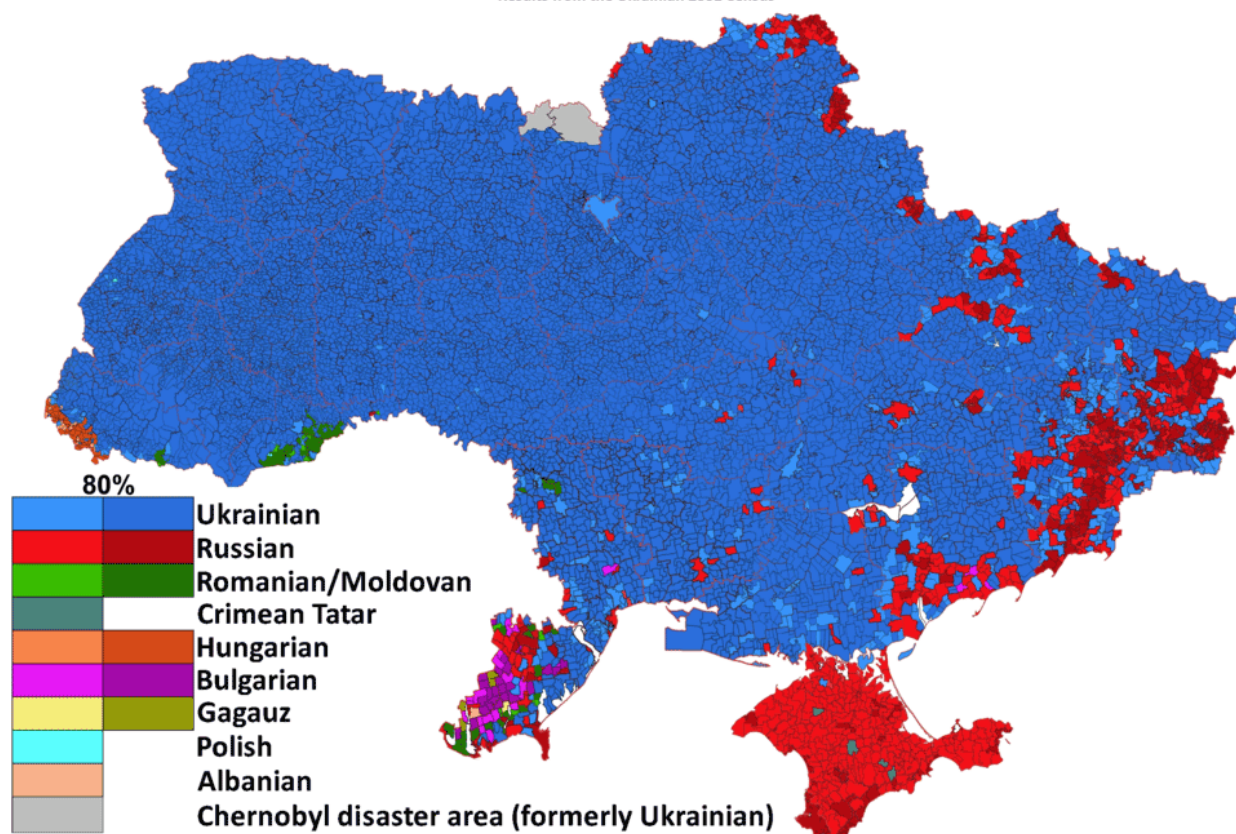 80%
Ukrainian
Russian
Romanian/Moldovan
Crimean Tatar
Hungarian
Bulgarian
Gagauz
Polish
Albanian
Chernobyl disaster area (formerly Ukrainian)